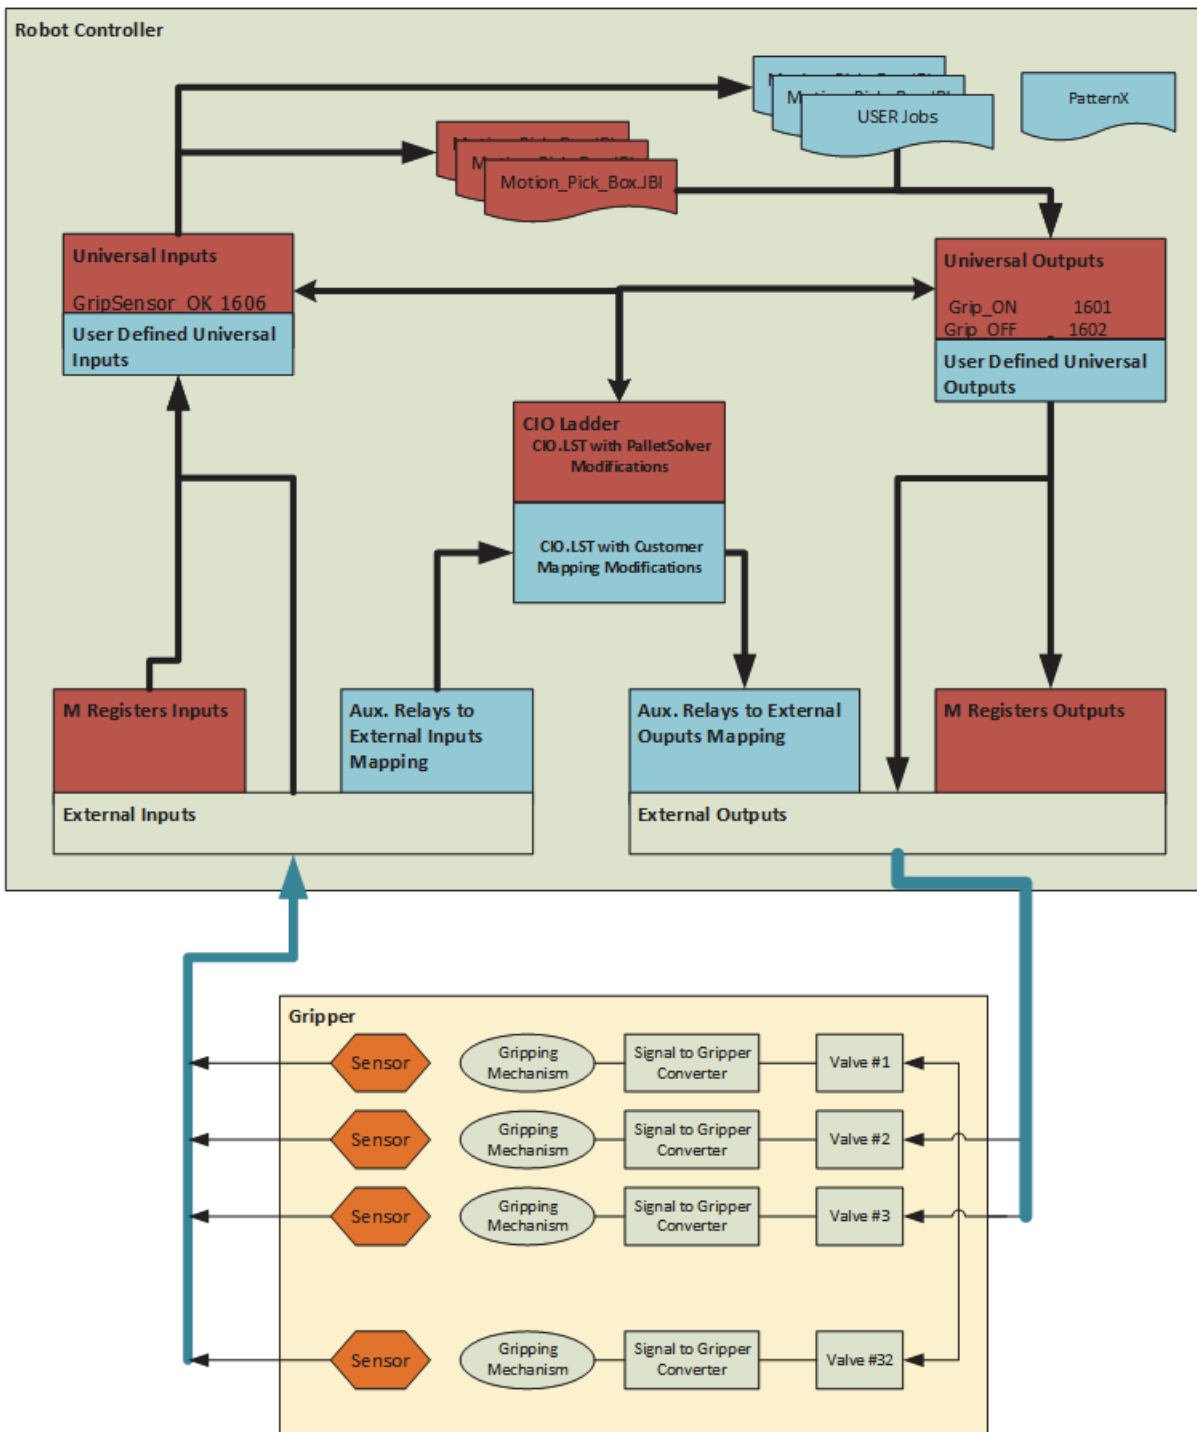 Robot Controller
PatternX
USER Jobs
Motion_Pick_Box.JBI
Universal Inputs
GripSensor_OK 1606
User Defined Universal
Inputs
Universal Outputs
Grip_ON 1601
Grip_OFF _ 1602
User Defined Universal
Outputs
CIO Ladder
CIO.LST with PalletSolver
Modifications
CIO.LST with Customer
Mapping Modifications
M Registers Inputs
Aux. Relays to
External Inputs
Mapping
Aux. Relays to External
Ouputs Mapping
M Registers Outputs
External Inputs
External Outputs
Gripper
Sensor
Gripping
Mechanism
Signal to Gripper
Converter
Valve #1
Sensor
Gripping
Mechanism
Signal to Gripper
Converter
Valve #2
Sensor
Gripping
Mechanism
Signal to Gripper
Converter
Valve #3
Sensor
Gripping
Mechanism
Signal to Gripper
Converter
Valve #32